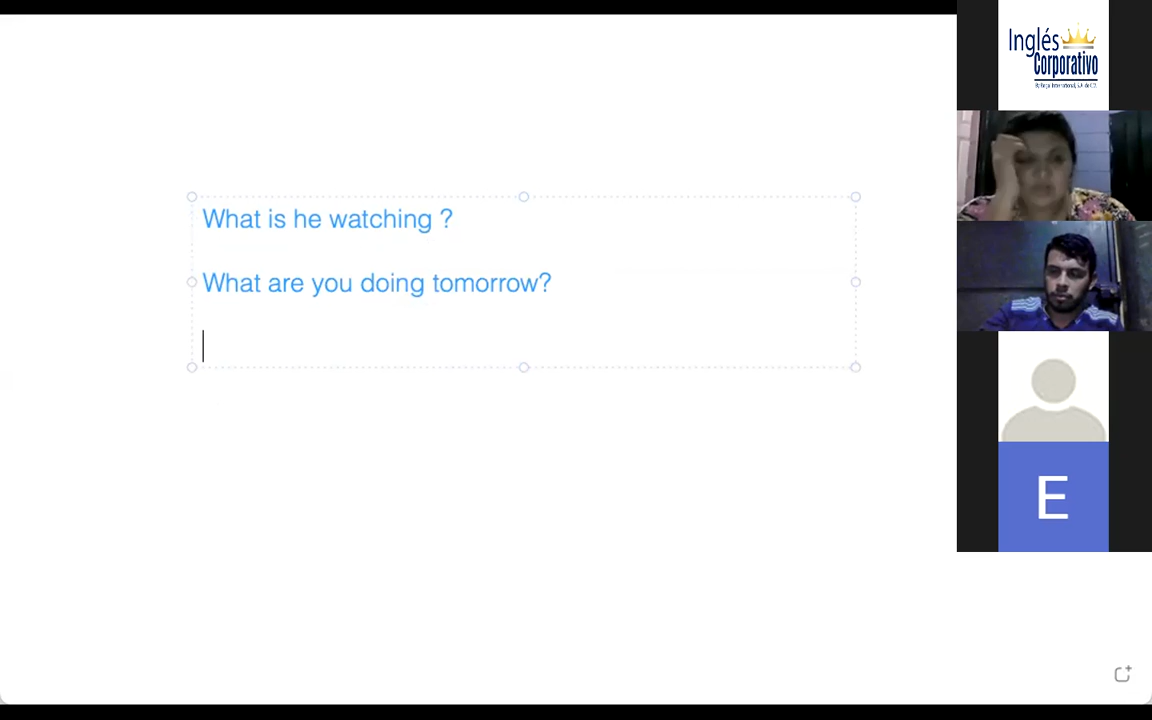 Inglés
Corporativo
What is he watching ?
What are you doing tomorrow?
E